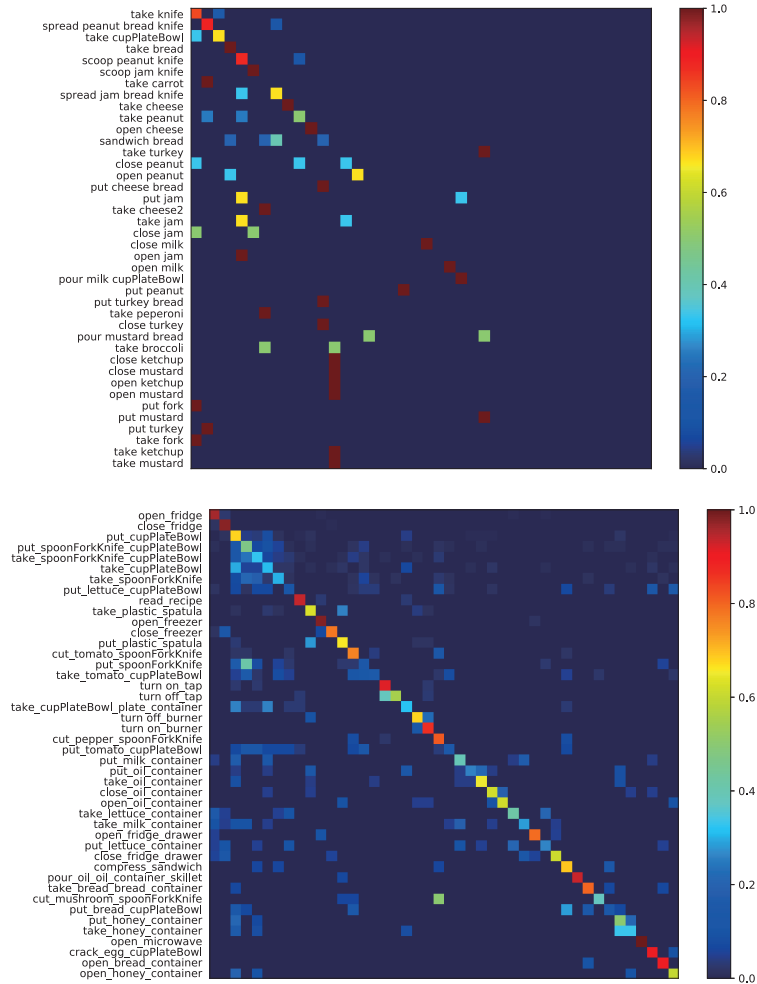 take knife
spread peanut bread knife
take cupPlateBowl
take bread
scoop peanut knife
scoop jam knife
take carrot
spread jam bread knife
take cheese
take peanut
open cheese
sandwich bread
take turkey
close peanut
open peanut
put cheese bread
put jam
take cheese2
take jam
close jam
close milk
open jam
open milk
pour milk cupPlateBowl
put peanut
put turkey bread
take peperoni
close turkey
pour mustard bread
take broccoli
close ketchup
close mustard
open ketchup
open mustard
put fork
put mustard
put turkey
take fork
take ketchup
take mustard
1.0
0.8
0.6
0.4
0.2
0.0
open_fridge
close_fridge
put_cupPlateBowl
put_spoonForkKnife_cupPlateBowl
take_spoonForkKnife_cupPlateBowl
take_cupPlateBowl
take_spoonForkKnife
put_lettuce_cupPlateBowl
read_recipe
take_plastic_spatula
open_freezer
close_freezer
put_plastic_spatula
cut_tomato_spoonForkKnife
put_spoonForkKnife
take_tomato_cupPlateBowl
turn on_tap
turn off_tap
take_cupPlateBowl_plate_container
turn off_burner
turn on_burner
cut_pepper_spoonForkKnife
put_tomato_cupPlateBowl
put_milk_container
put_oil_container
take_oil_container
close_oil_container
open_oil_container
take_lettuce_container
take_milk_container
open_fridge_drawer
put_lettuce_container
close_fridge_drawer
compress_sandwich
pour_oil_oil_container_skillet
take_bread_bread_container
cut_mushroom_spoonForkKnife
put_bread_cupPlateBowl
put_honey_container
take_honey_container
open_microwave
crack_egg_cupPlateBowl
open_bread_container
open_honey_container
1.0
0.8
0.6
0.4
0.2
0.0